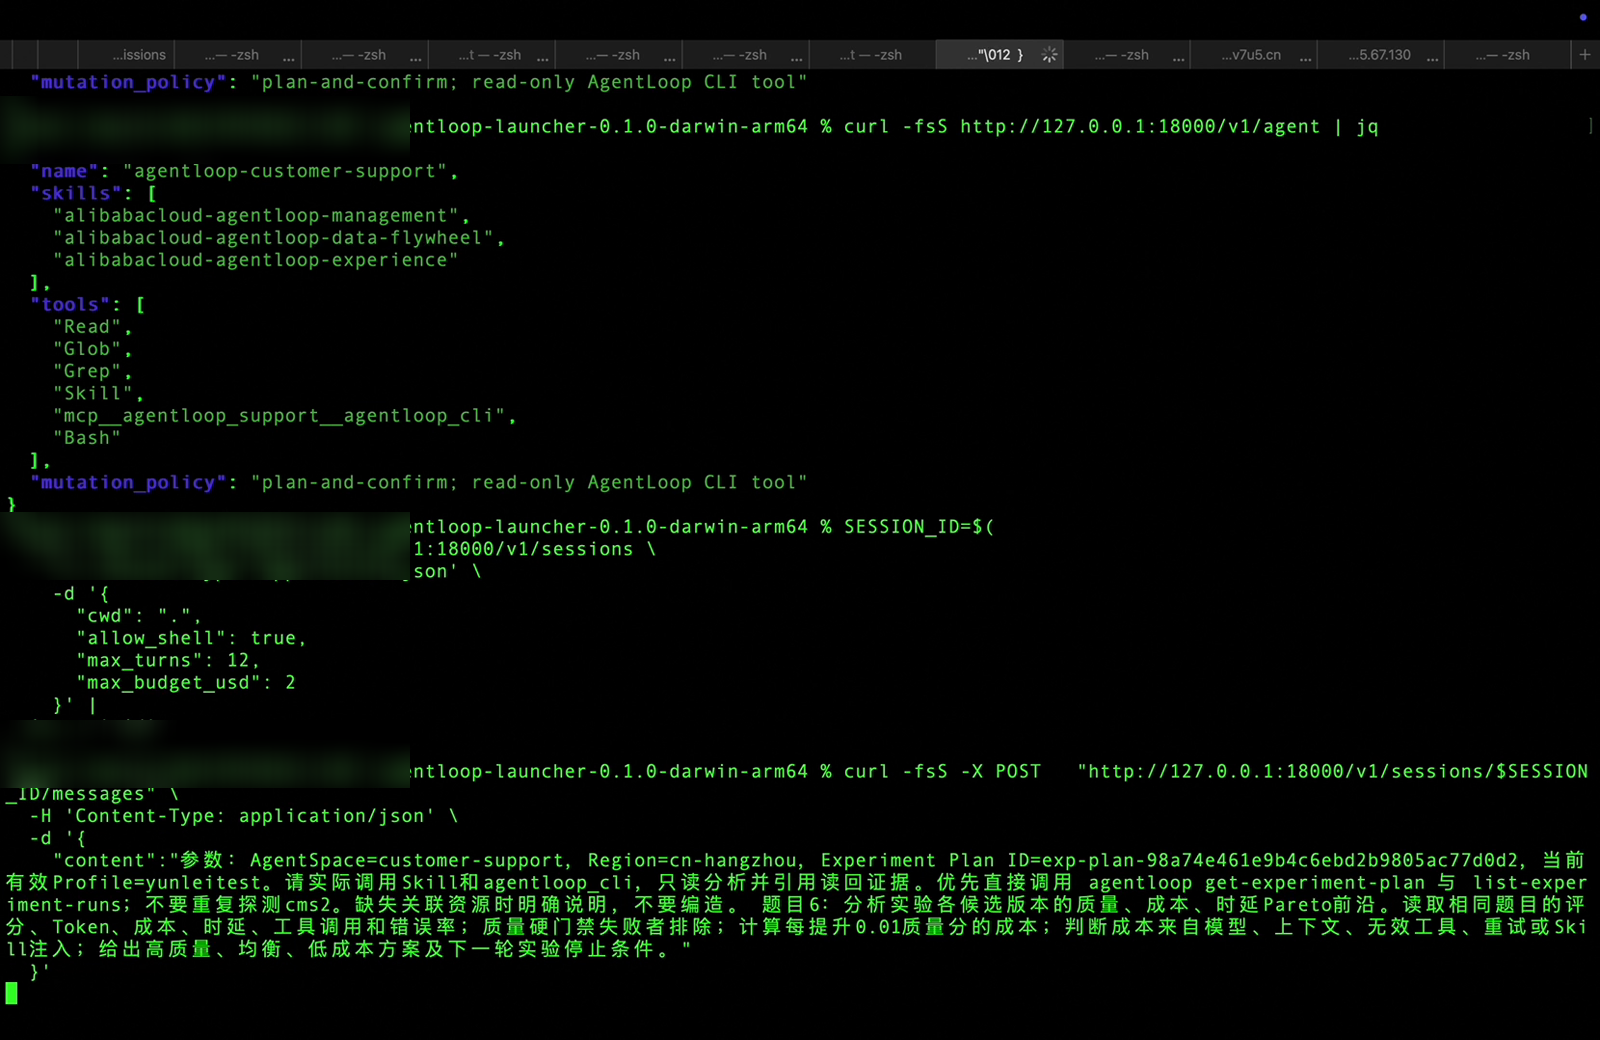 ...issions
...— -zsh ...
...— -zsh ...
...t — -zsh ...
...— -zsh ...
...— -zsh ...
...t — -zsh
..."\012 }
...— -zsh ...
...v7u5.cn ...
...5.67.130 ...
...— -zsh
+
"mutation_policy": "plan-and-confirm; read-only AgentLoop CLI tool"
entloop-launcher-0.1.0-darwin-arm64 % curl -fsS http://127.0.0.1:18000/v1/agent | jq ]
"name": "agentloop-customer-support",
"skills": [
"alibabacloud-agentloop-management",
"alibabacloud-agentloop-data-flywheel",
"alibabacloud-agentloop-experience"
],
"tools": [
"Read",
"Glob",
"Grep",
"Skill",
"mcp__agentloop_support__agentloop_cli",
"Bash"
],
"mutation_policy": "plan-and-confirm; read-only AgentLoop CLI tool"
}
entloop-launcher-0.1.0-darwin-arm64 % SESSION_ID=$(
1:18000/v1/sessions \
son' \
-d '{
"cwd": ".",
"allow_shell": true,
"max_turns": 12,
"max_budget_usd": 2
}' |
entloop-launcher-0.1.0-darwin-arm64 % curl -fsS -X POST "http://127.0.0.1:18000/v1/sessions/$SESSION
_ID/messages" \
-H 'Content-Type: application/json' \
-d '{
"content":"参数：AgentSpace=customer-support, Region=cn-hangzhou, Experiment Plan ID=exp-plan-98a74e461e9b4c6ebd2b9805ac77d0d2, 当前
有效Profile=yunleitest。请实际调用Skill和agentloop_cli, 只读分析并引用读回证据。优先直接调用 agentloop get-experiment-plan 与 list-exper
iment-runs；不要重复探测cms2。缺失关联资源时明确说明，不要编造。 题目6：分析实验各候选版本的质量、成本、时延Pareto前沿。读取相同题目的评
分、Token、成本、时延、工具调用和错误率；质量硬门禁失败者排除；计算每提升0.01质量分的成本；判断成本来自模型、上下文、无效工具、重试或Ski
ll注入；给出高质量、均衡、低成本方案及下一轮实验停止条件。"
}'